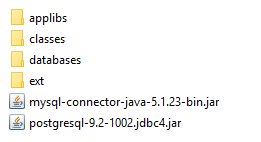 applibs
classes
databases
ext
mysql-connector-java-5.1.23-bin.jar
postgresql-9.2-1002.jdbc4.jar